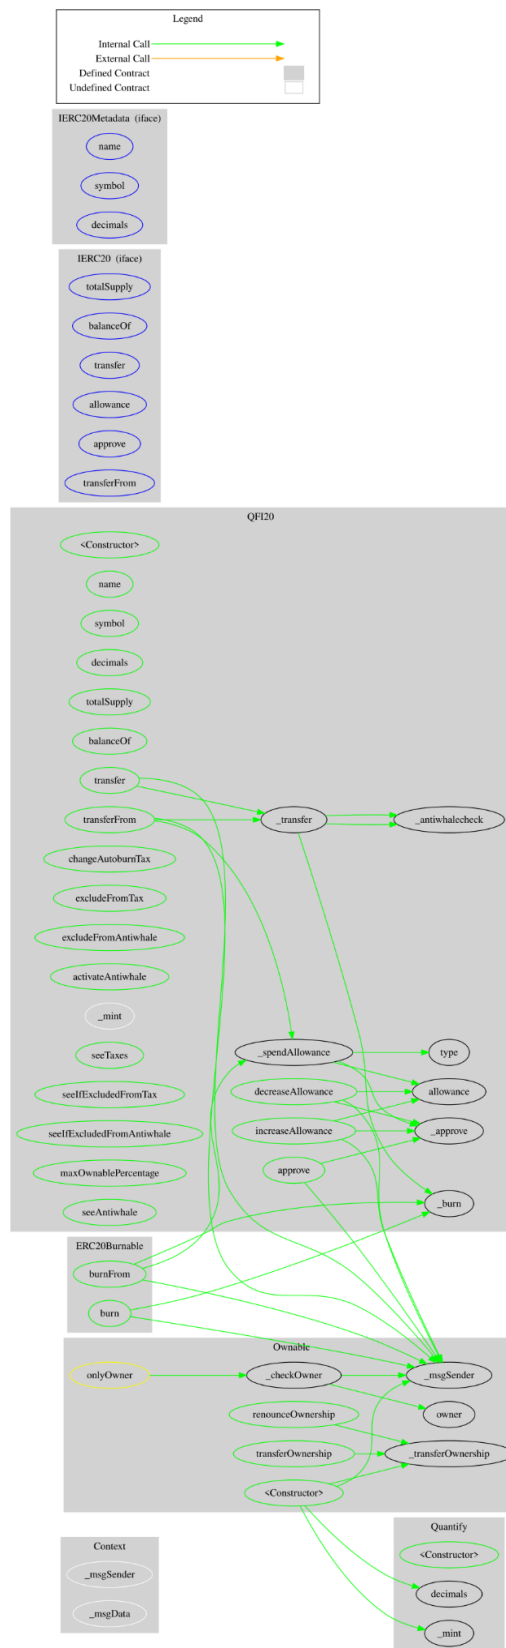 Legend
Internal Call
External Call
Defined Contract
Undefined Contract
IERC20Metadata (iface)
name
symbol
decimals
IERC20 (iface)
totalSupply
balanceOf
transfer
allowance
approve
transferFrom
QFI20
<Constructor>
name
symbol
decimals
totalSupply
balanceOf
transfer
transferFrom
_transfer
_antiwhalecheck
changeAutoburnTax
excludeFromTax
excludeFromAntiwhale
activateAntiwhale
_mint
seeTaxes
_spendAllowance
type
seeIfExcludedFromTax
decreaseAllowance
allowance
seeIfExcludedFromAntiwhale
increaseAllowance
_approve
maxOwnablePercentage
approve
seeAntiwhale
_burn
ERC20Burnable
burnFrom
burn
Ownable
onlyOwner
_checkOwner
_msgSender
renounceOwnership
owner
transferOwnership
_transferOwnership
<Constructor>
Context
_msgSender
_msgData
Quantify
<Constructor>
decimals
_mint